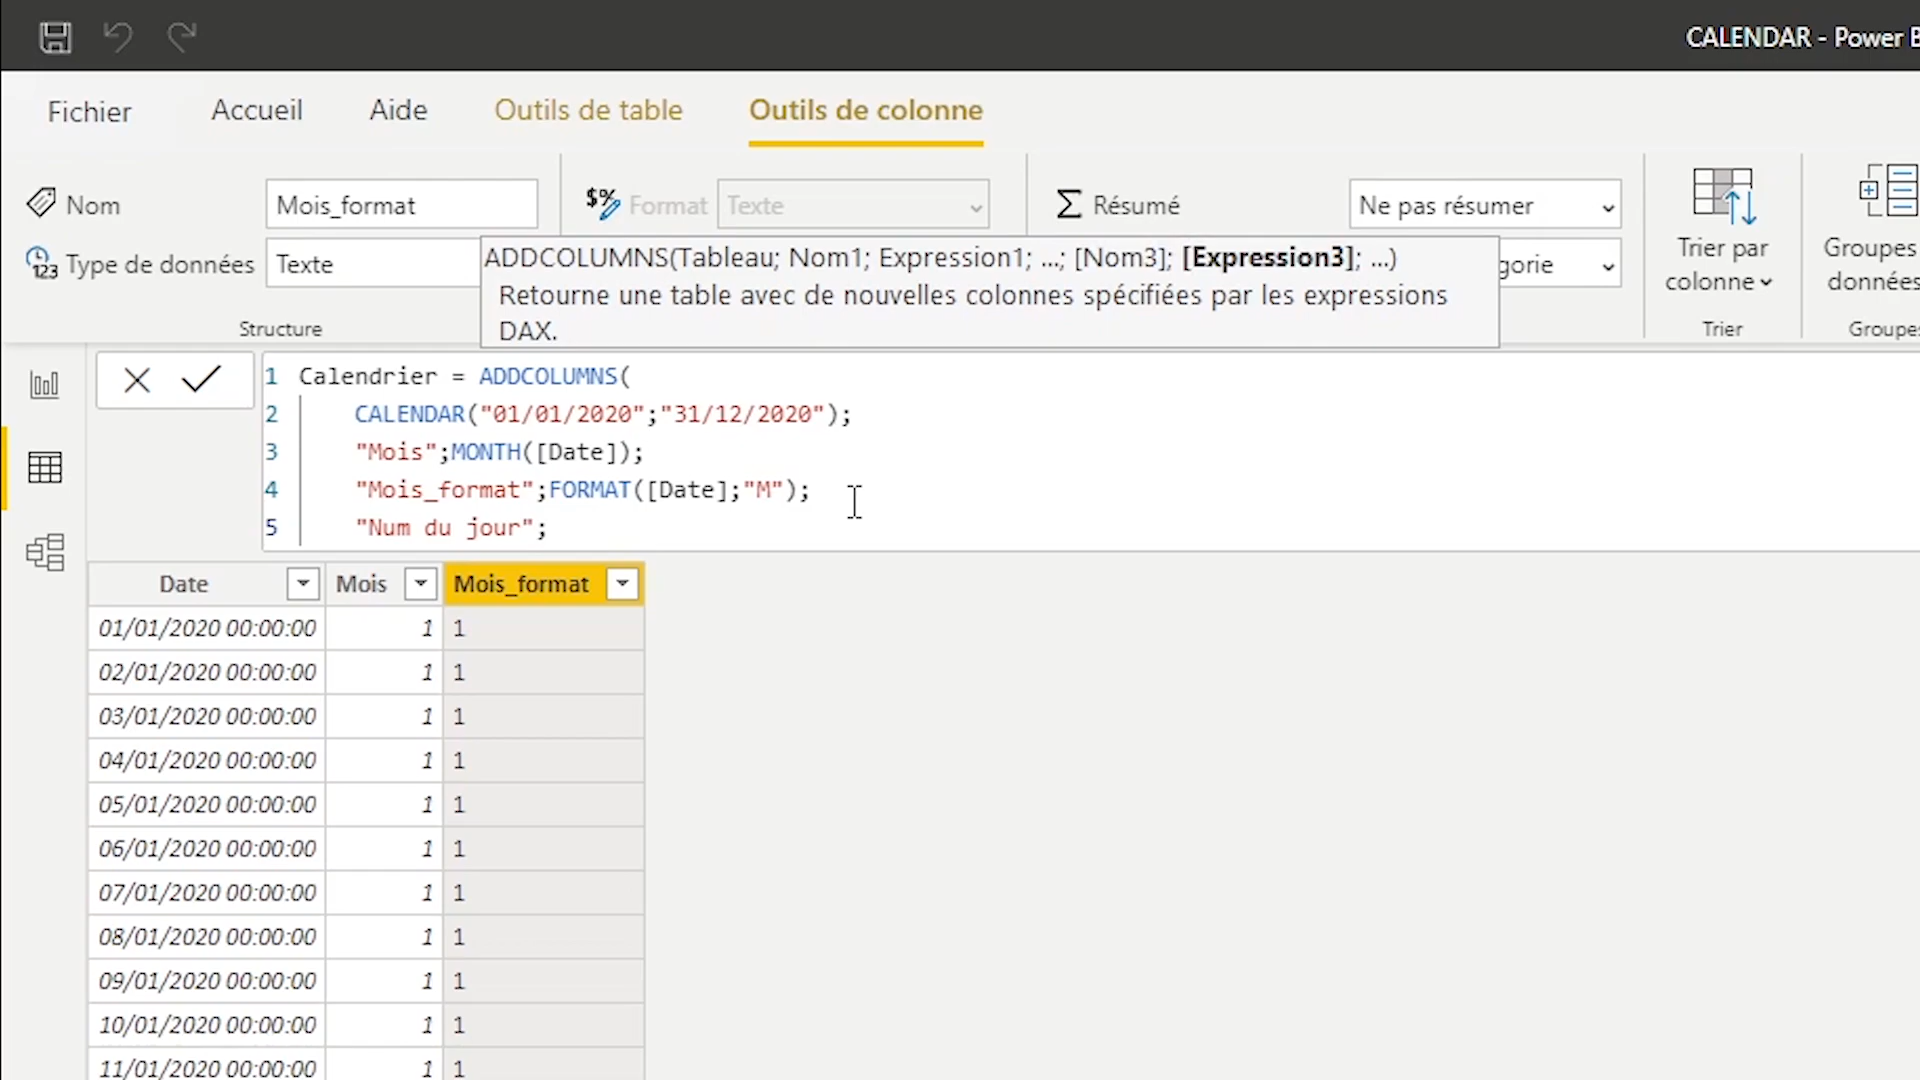 CALENDAR - Power B
Fichier Accueil Aide Outils de table Outils de colonne
Nom Mois_format $% Format Texte Σ Résumé Ne pas résumer
123 Type de données Texte gorie
Trier par colonne
Groupes données
Structure Trier Groupes
ADDCOLUMNS(Tableau; Nom1; Expression1; ...; [Nom3]; [Expression3]; ...)
Retourne une table avec de nouvelles colonnes spécifiées par les expressions
DAX.
1 Calendrier = ADDCOLUMNS(
2 CALENDAR("01/01/2020";"31/12/2020");
3 "Mois";MONTH([Date]);
4 "Mois_format";FORMAT([Date];"M");
5 "Num du jour";
Date Mois Mois_format
01/01/2020 00:00:00 1 1
02/01/2020 00:00:00 1 1
03/01/2020 00:00:00 1 1
04/01/2020 00:00:00 1 1
05/01/2020 00:00:00 1 1
06/01/2020 00:00:00 1 1
07/01/2020 00:00:00 1 1
08/01/2020 00:00:00 1 1
09/01/2020 00:00:00 1 1
10/01/2020 00:00:00 1 1
11/01/2020 00:00:00 1 1